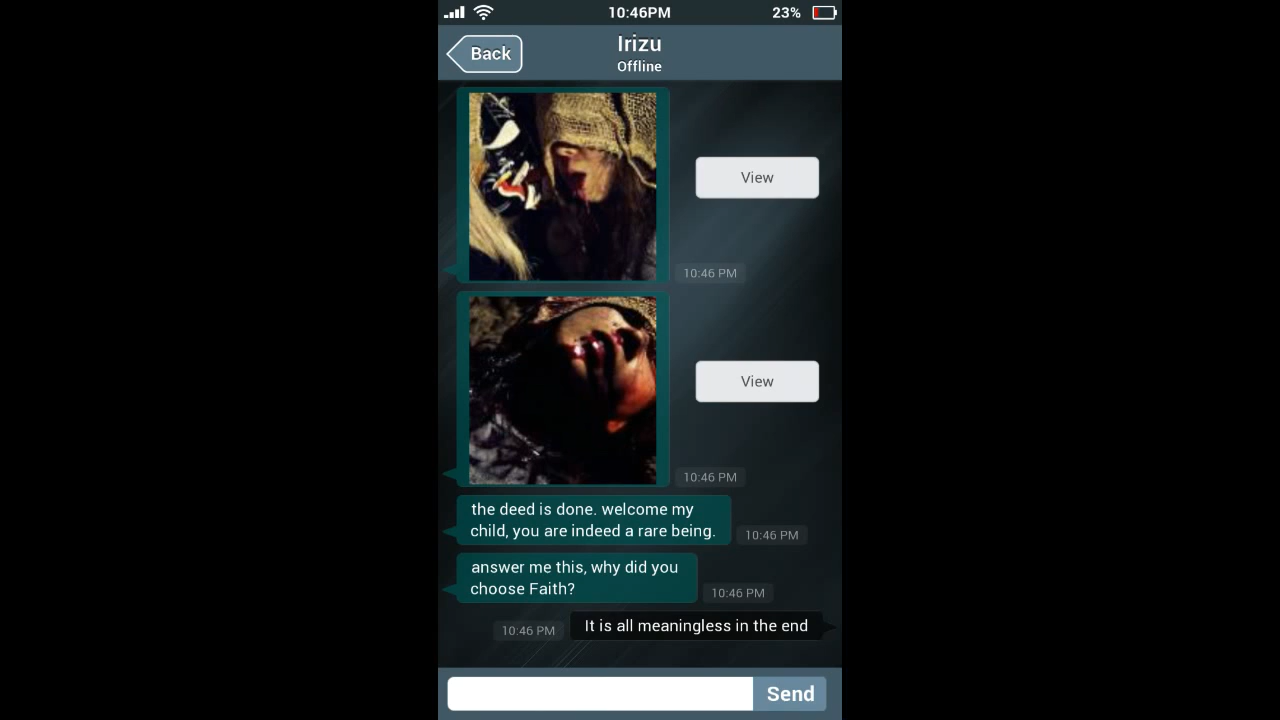 10:46PM
23%
Back
Irizu
Offline
View
10:46 PM
View
10:46 PM
the deed is done. welcome my
child, you are indeed a rare being.
10:46 PM
answer me this, why did you
choose Faith?
10:46 PM
It is all meaningless in the end
10:46 PM
Send